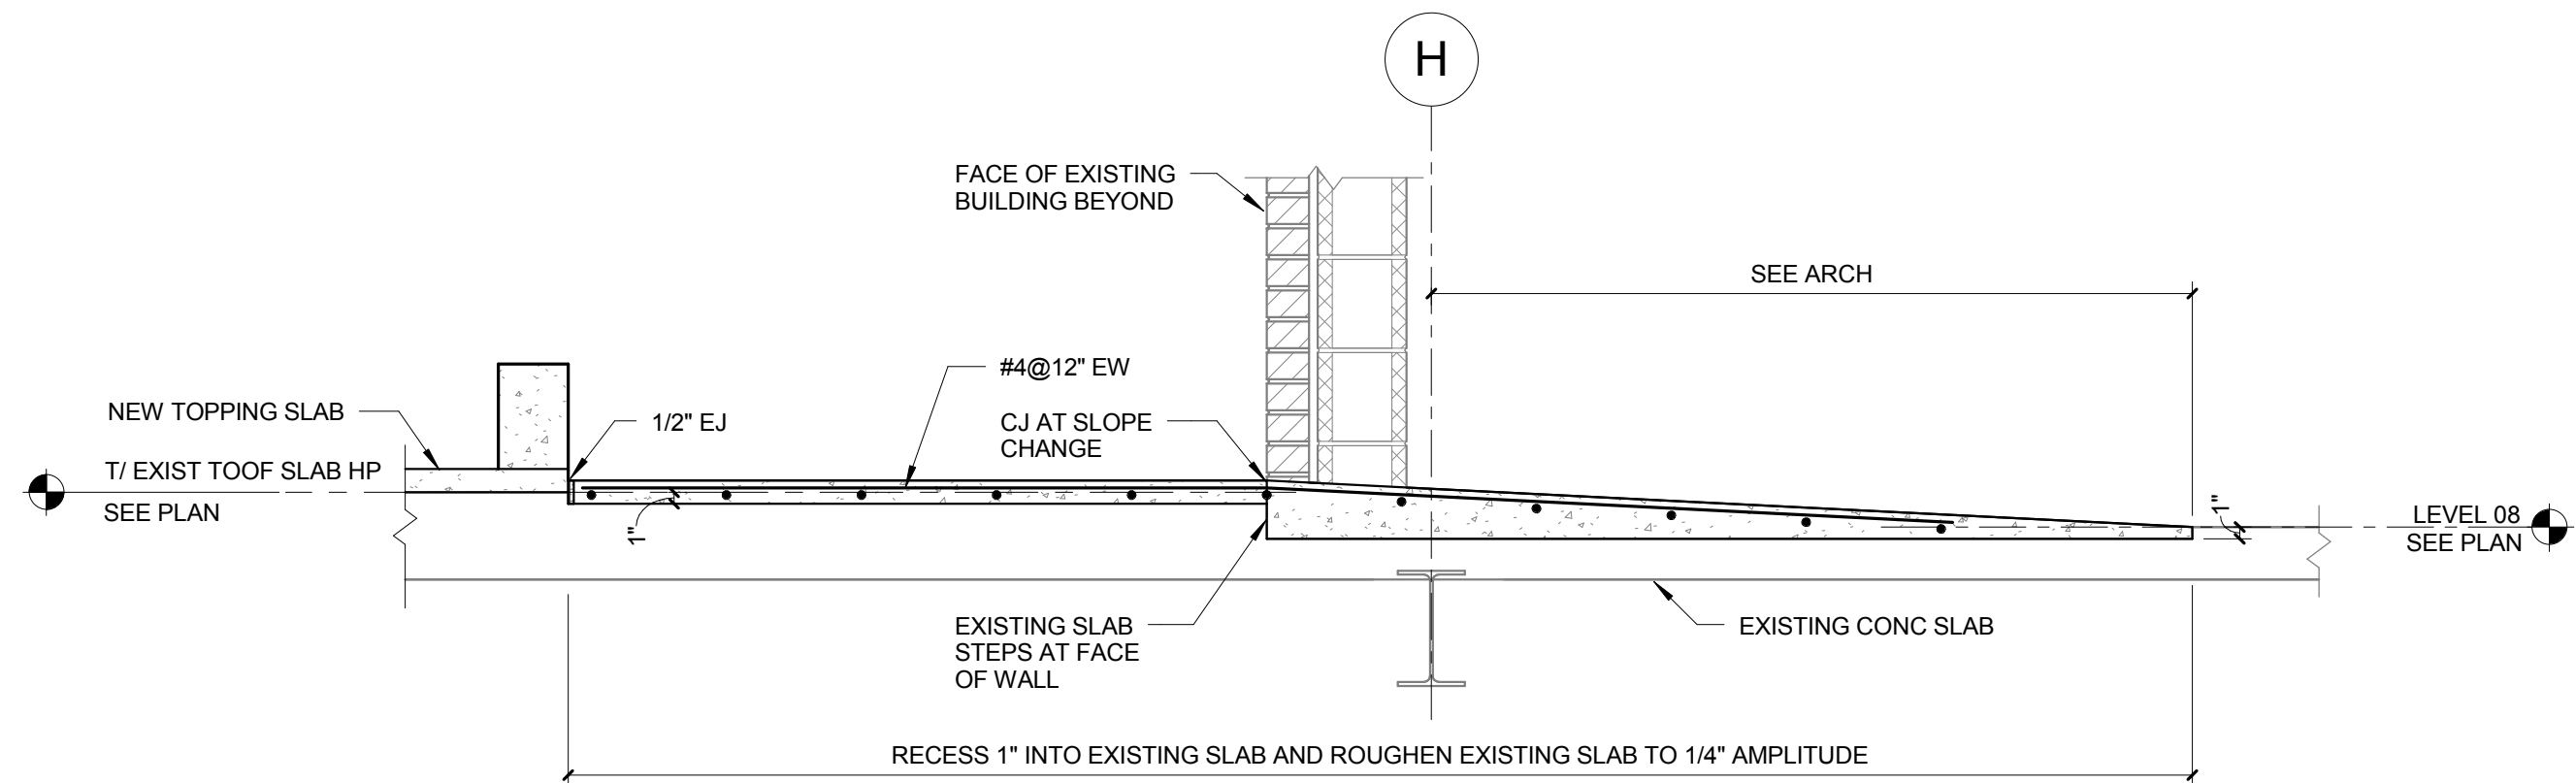 H
FACE OF EXISTING
BUILDING BEYOND
SEE ARCH
#4@12" EW
NEW TOPPING SLAB
1/2" EJ
CJ AT SLOPE
CHANGE
T/ EXIST TOOF SLAB HP
SEE PLAN
1"
1"
LEVEL 08
SEE PLAN
EXISTING SLAB
STEPS AT FACE
OF WALL
EXISTING CONC SLAB
RECESS 1" INTO EXISTING SLAB AND ROUGHEN EXISTING SLAB TO 1/4" AMPLITUDE